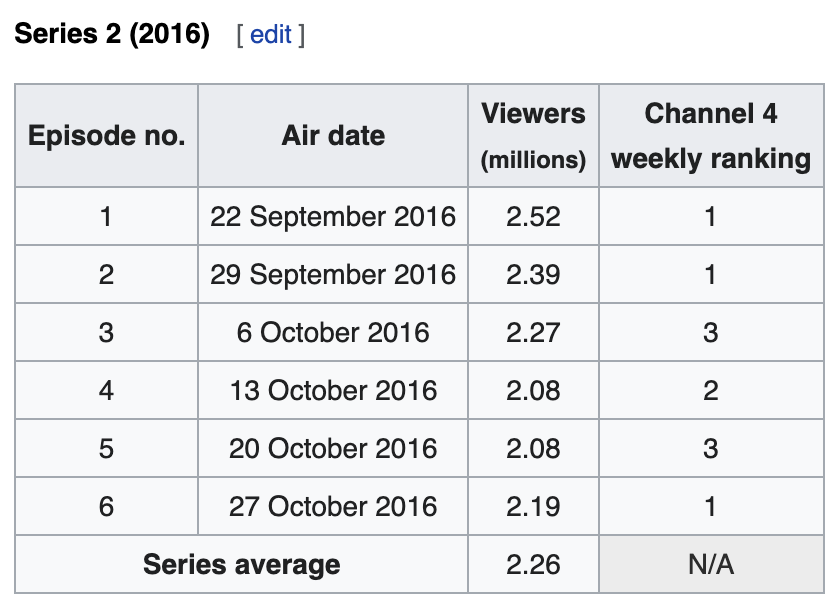 Series 2 (2016) [ edit ]
Episode no. Air date Viewers (millions) Channel 4 weekly ranking
1 22 September 2016 2.52 1
2 29 September 2016 2.39 1
3 6 October 2016 2.27 3
4 13 October 2016 2.08 2
5 20 October 2016 2.08 3
6 27 October 2016 2.19 1
Series average 2.26 N/A